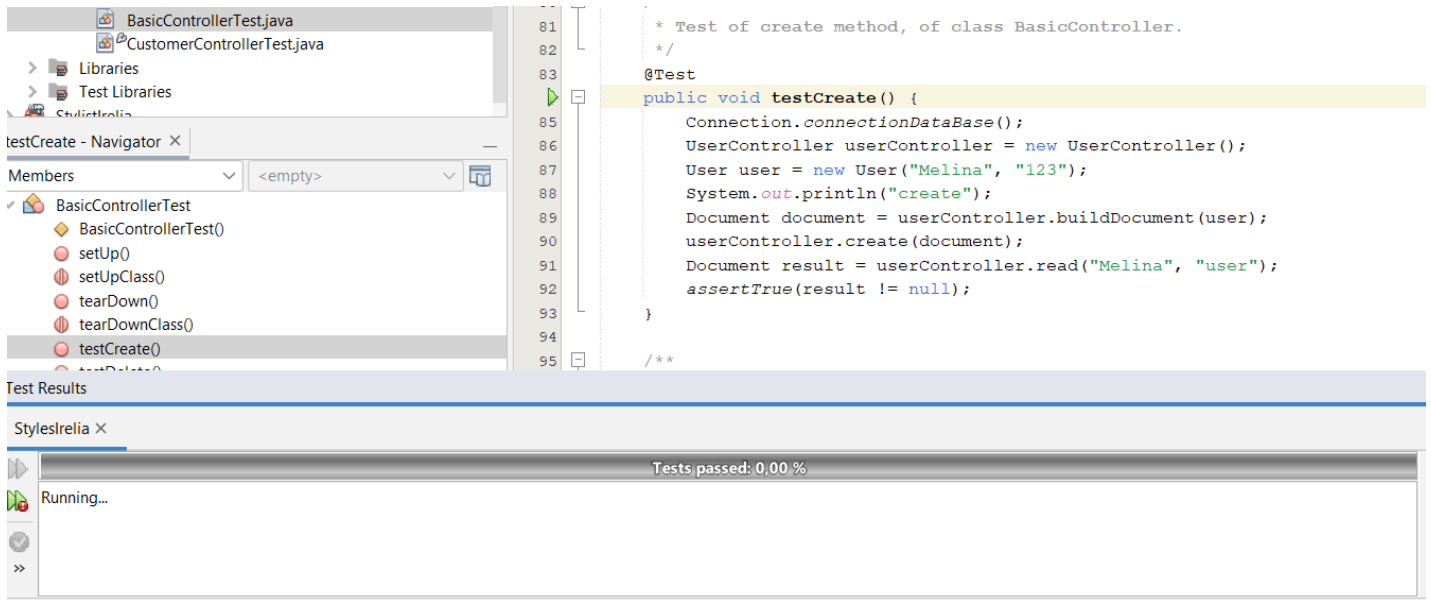 BasicControllerTest.java
CustomerControllerTest.java
Libraries
Test Libraries
StylistIrelia
testCreate - Navigator ×
Members
<empty>
BasicControllerTest
BasicControllerTest()
setUp()
setUpClass()
tearDown()
tearDownClass()
testCreate()
testDelete()
81 * Test of create method, of class BasicController.
82 */
83 @Test
public void testCreate() {
85 Connection.connectionDataBase();
86 UserController userController = new UserController();
87 User user = new User("Melina", "123");
88 System.out.println("create");
89 Document document = userController.buildDocument(user);
90 userController.create(document);
91 Document result = userController.read("Melina", "user");
92 assertTrue(result != null);
93 }
94
95 /**
Test Results
StylesIrelia ×
Tests passed: 0,00 %
Running...
»